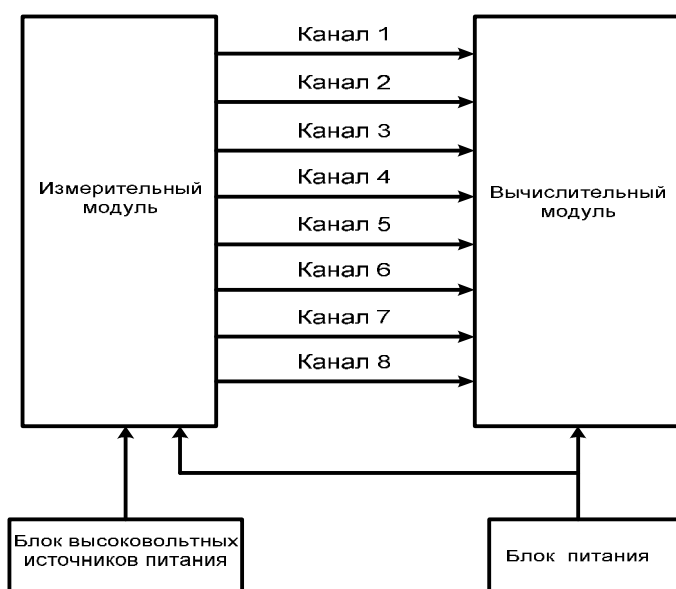 Канал 1
Канал 2
Канал 3
Канал 4
Канал 5
Канал 6
Канал 7
Канал 8
Измерительный
модуль
Вычислительный
модуль
Блок высоковольтных
источников питания
Блок питания